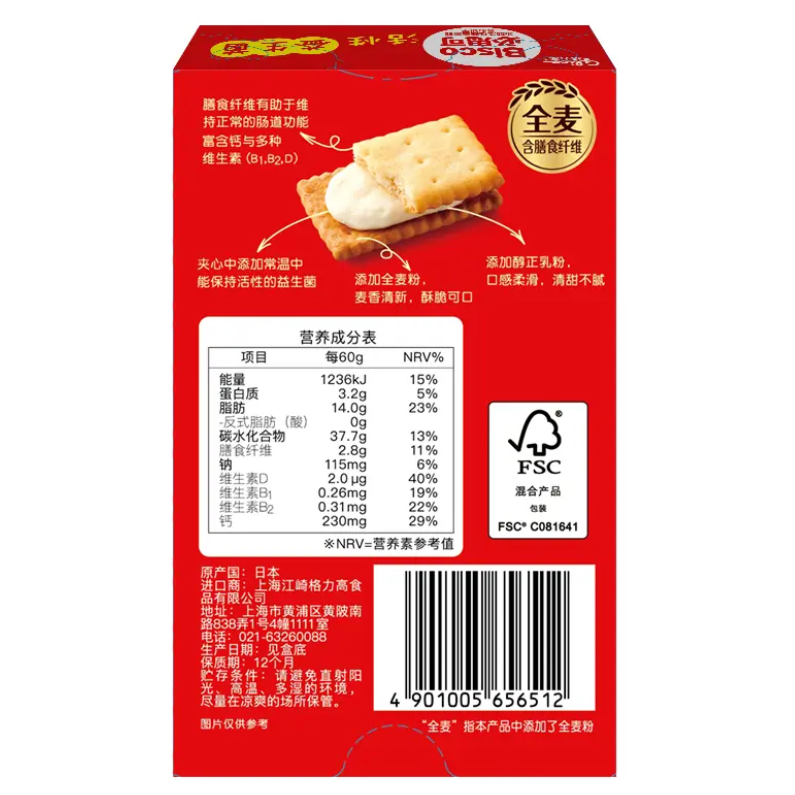 活性 益生菌
Bisco
必思可
Glico
膳食纤维有助于维
持正常的肠道功能
富含钙与多种
维生素(B1,B2,D)
全麦
含膳食纤维
夹心中添加常温中
能保持活性的益生菌
添加全麦粉，
麦香清新，酥脆可口
添加醇正乳粉，
口感柔滑，清甜不腻
营养成分表
项目 每60g NRV%
能量 1236kJ 15%
蛋白质 3.2g 5%
脂肪 14.0g 23%
-反式脂肪（酸） 0g
碳水化合物 37.7g 13%
膳食纤维 2.8g 11%
钠 115mg 6%
维生素D 2.0μg 40%
维生素B1 0.26mg 19%
维生素B2 0.31mg 22%
钙 230mg 29%
※NRV=营养素参考值
FSC
混合产品
包装
FSC® C081641
原产国：日本
进口商：上海江崎格力高食
品有限公司
地址：上海市黄浦区黄陂南
路838弄1号4幢1111室
电话：021-63260088
生产日期：见盒底
保质期：12个月
贮存条件：请避免直射阳
光、高温、多湿的环境，
尽量在凉爽的场所保管。
图片仅供参考
4 901005 656512
“全麦”指本产品中添加了全麦粉